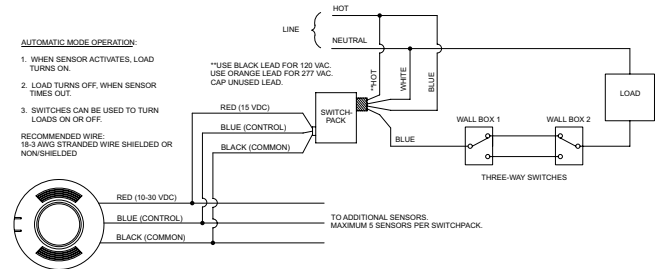 HOT
LINE
NEUTRAL
AUTOMATIC MODE OPERATION:
1. WHEN SENSOR ACTIVATES, LOAD
TURNS ON.
2. LOAD TURNS OFF, WHEN SENSOR
TIMES OUT.
3. SWITCHES CAN BE USED TO TURN
LOADS ON OR OFF.
RECOMMENDED WIRE:
18-3 AWG STRANDED WIRE SHIELDED OR
NON/SHIELDED
**USE BLACK LEAD FOR 120 VAC.
USE ORANGE LEAD FOR 277 VAC.
CAP UNUSED LEAD.
**HOT
WHITE
BLUE
RED (15 VDC)
BLUE (CONTROL)
BLACK (COMMON)
SWITCH-
PACK
BLUE
WALL BOX 1
WALL BOX 2
LOAD
THREE-WAY SWITCHES
RED (10-30 VDC)
BLUE (CONTROL)
BLACK (COMMON)
TO ADDITIONAL SENSORS.
MAXIMUM 5 SENSORS PER SWITCHPACK.